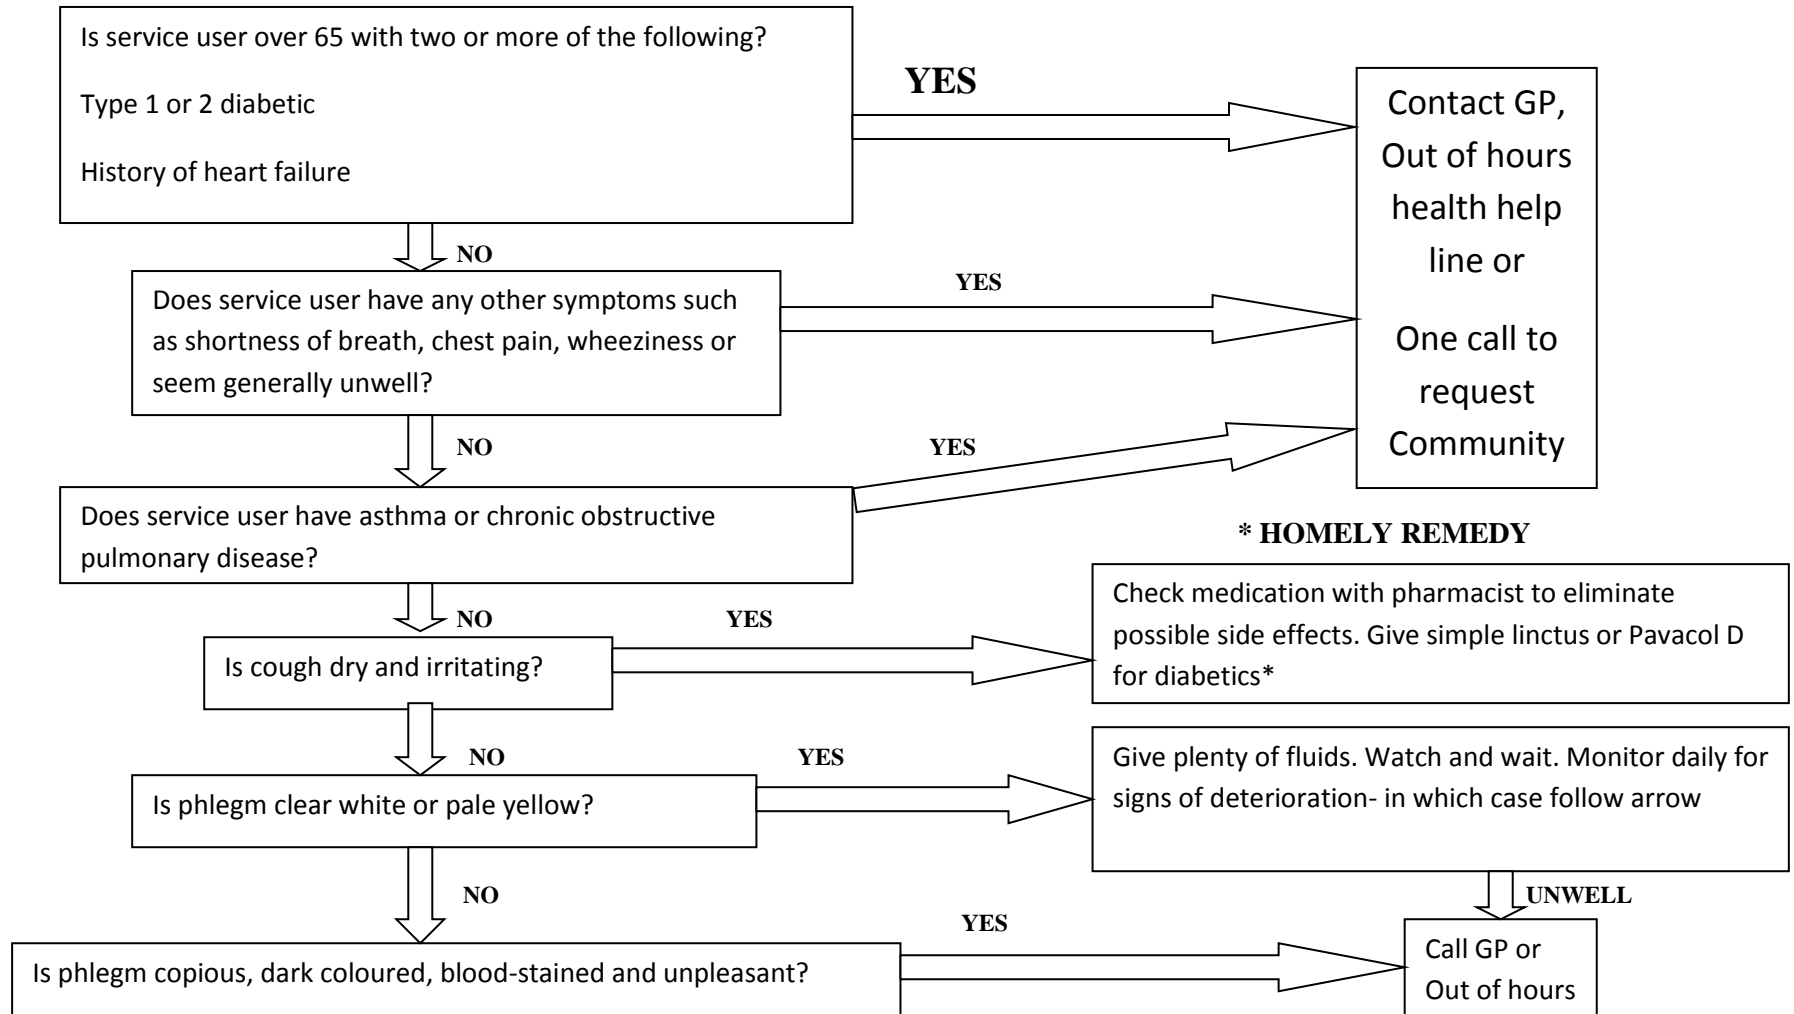 Is service user over 65 with two or more of the following?
Type 1 or 2 diabetic
History of heart failure
YES
Contact GP,
Out of hours
health help
line or
One call to
request
Community
NO
Does service user have any other symptoms such
as shortness of breath, chest pain, wheeziness or
seem generally unwell?
YES
NO
Does service user have asthma or chronic obstructive
pulmonary disease?
YES
* HOMELY REMEDY
NO
Is cough dry and irritating?
YES
Check medication with pharmacist to eliminate
possible side effects. Give simple linctus or Pavacol D
for diabetics*
NO
Is phlegm clear white or pale yellow?
YES
Give plenty of fluids. Watch and wait. Monitor daily for
signs of deterioration- in which case follow arrow
NO
UNWELL
Is phlegm copious, dark coloured, blood-stained and unpleasant?
YES
Call GP or
Out of hours